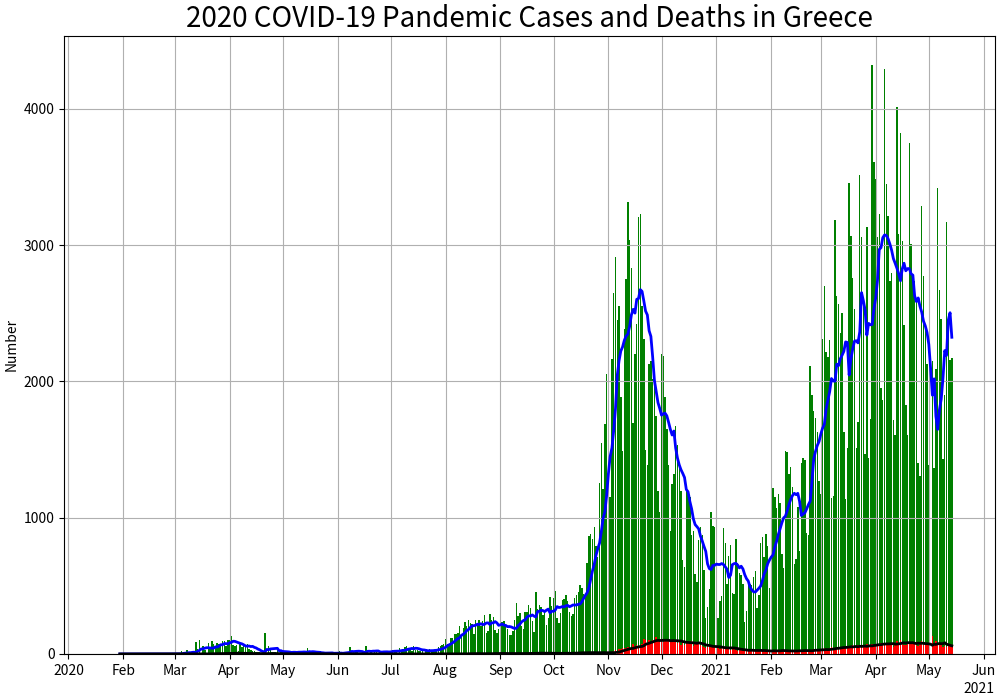 2020 COVID-19 Pandemic Cases and Deaths in Greece
Number
4000
3000
2000
1000
0
2020 Feb Mar Apr May Jun Jul Aug Sep Oct Nov Dec 2021 Feb Mar Apr May Jun
2021